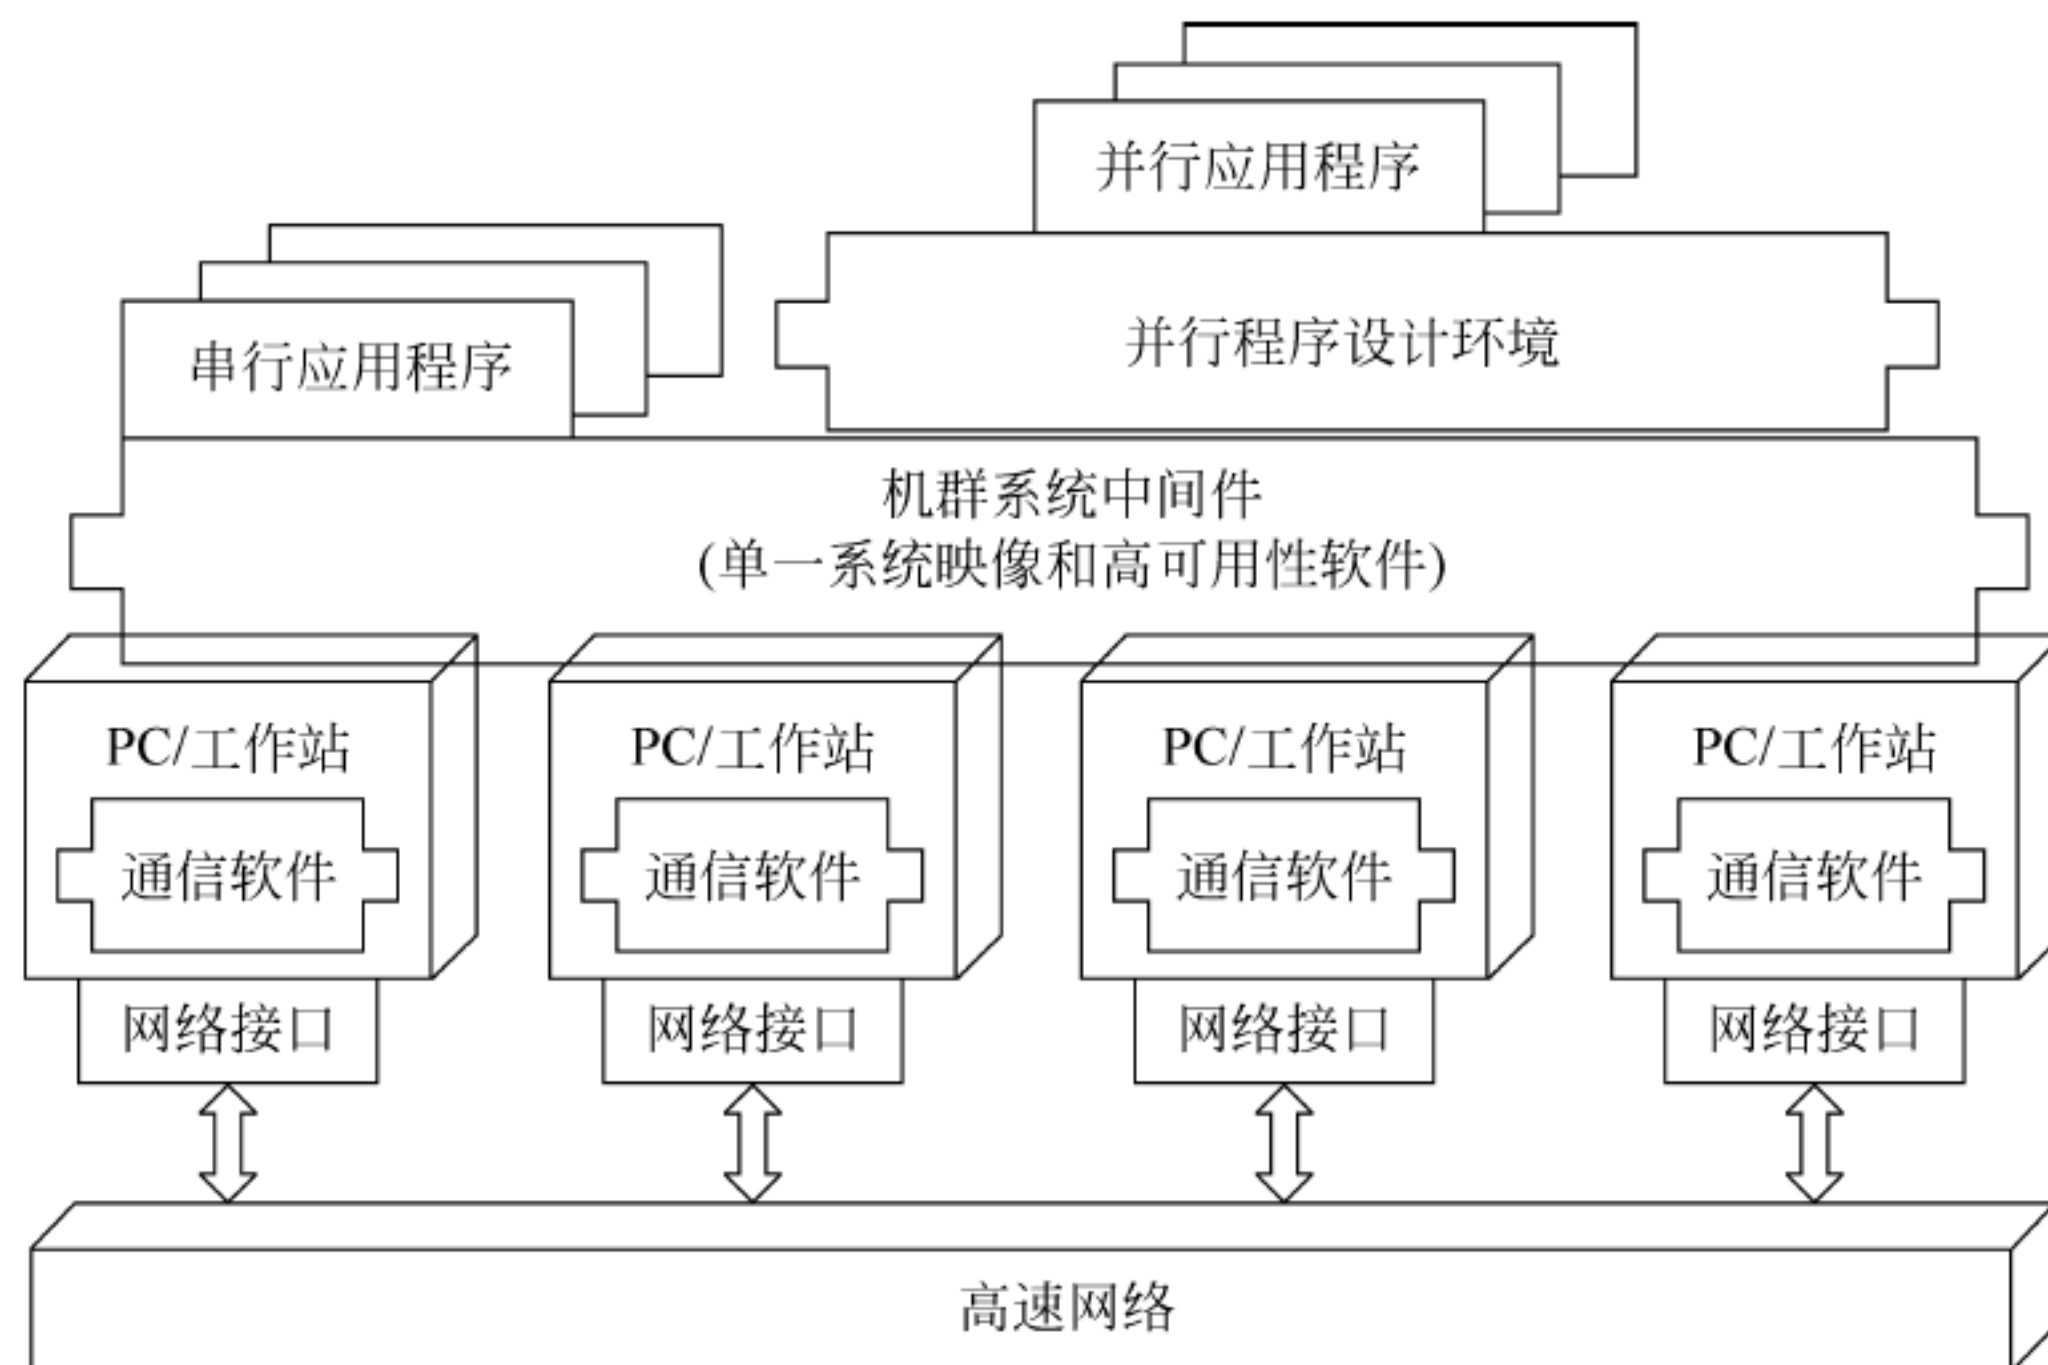 并行应用程序
并行程序设计环境
串行应用程序
机群系统中间件
(单一系统映像和高可用性软件)
PC/工作站
PC/工作站
PC/工作站
PC/工作站
通信软件
通信软件
通信软件
通信软件
网络接口
网络接口
网络接口
网络接口
高速网络